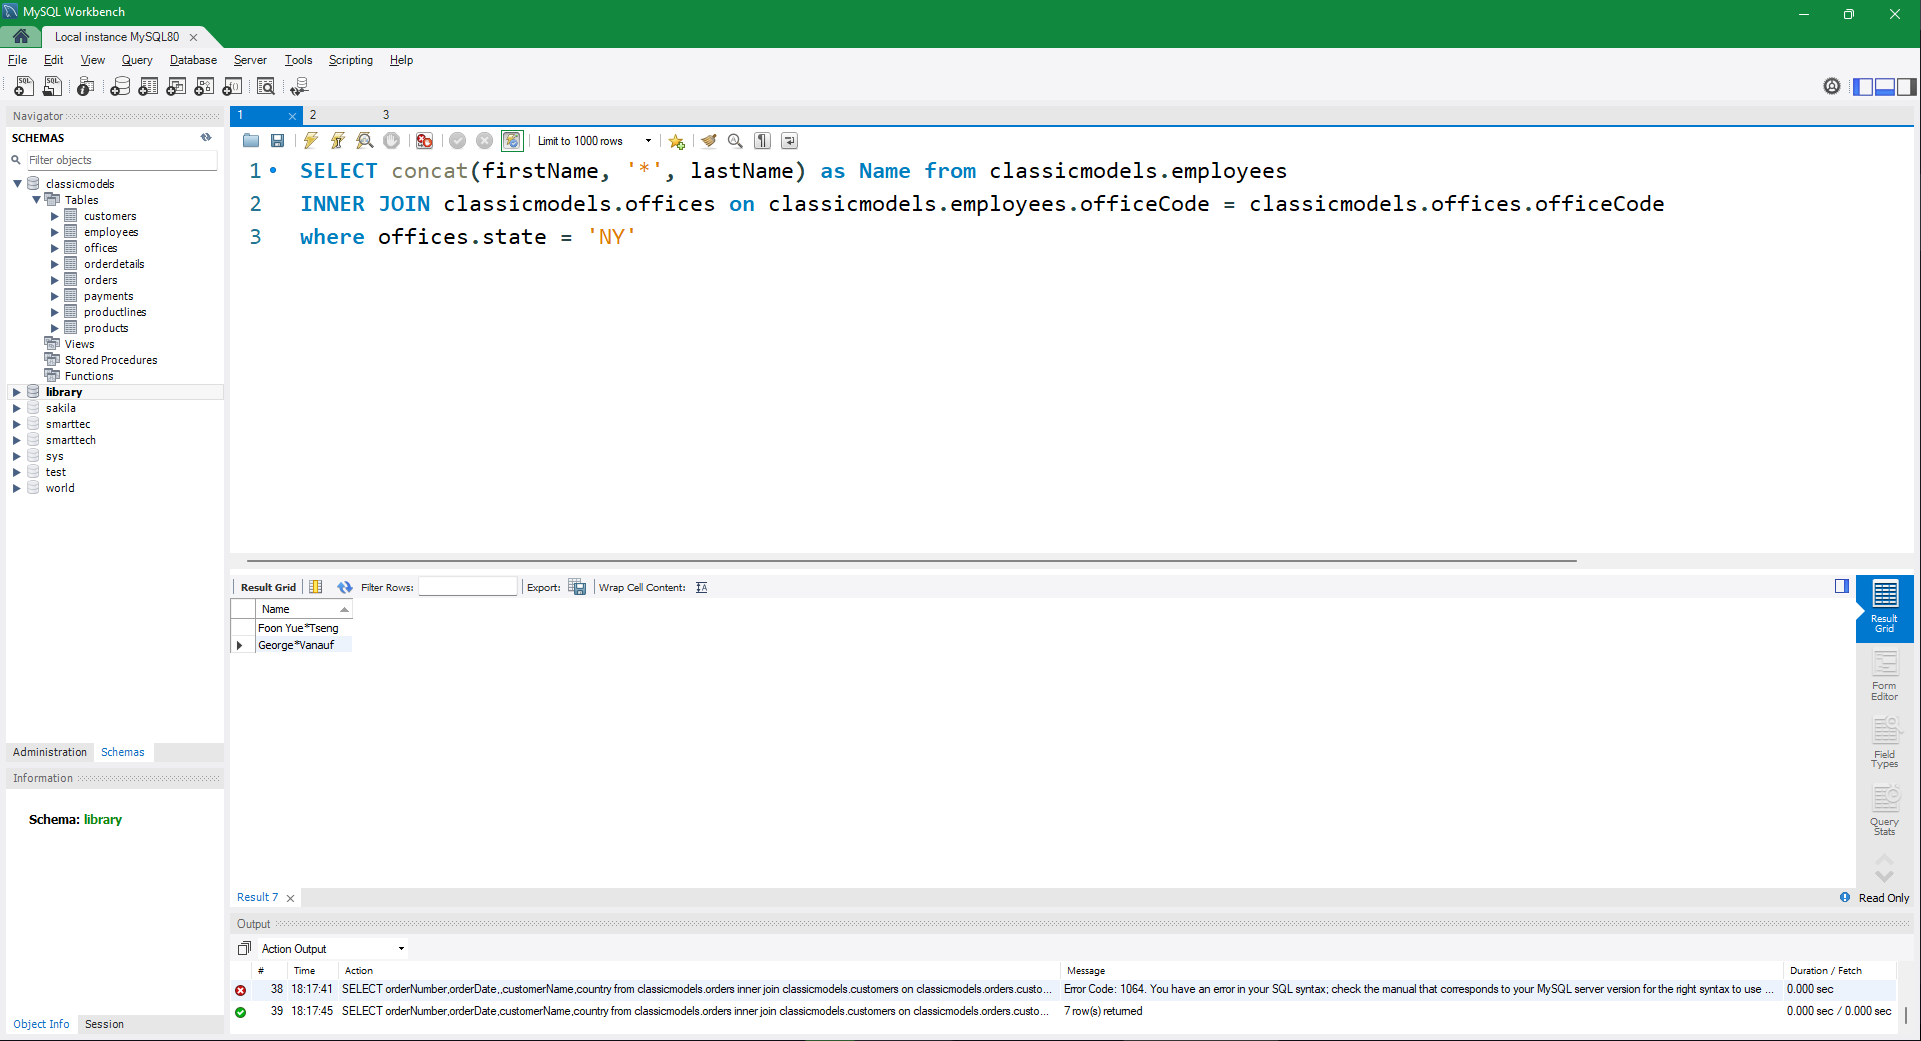 MySQL Workbench
Local instance MySQL80
File Edit View Query Database Server Tools Scripting Help
Navigator
SCHEMAS
Filter objects
classicmodels
Tables
customers
employees
offices
orderdetails
orders
payments
productlines
products
Views
Stored Procedures
Functions
library
sakila
smarttec
smarttech
sys
test
world
Administration Schemas
Information
Schema: library
Object Info Session
1 2 3
Limit to 1000 rows
1 SELECT concat(firstName, '*', lastName) as Name from classicmodels.employees
2 INNER JOIN classicmodels.offices on classicmodels.employees.officeCode = classicmodels.offices.officeCode
3 where offices.state = 'NY'
Result Grid Filter Rows: Export: Wrap Cell Content:
Name
Foon Yue*Tseng
George*Vanauf
Result
Grid
Form
Editor
Field
Types
Query
Stats
Result 7
Read Only
Output
Action Output
# Time Action Message Duration / Fetch
38 18:17:41 SELECT orderNumber,orderDate,,customerName,country from classicmodels.orders inner join classicmodels.customers on classicmodels.orders.custo... Error Code: 1064. You have an error in your SQL syntax; check the manual that corresponds to your MySQL server version for the right syntax to use ... 0.000 sec
39 18:17:45 SELECT orderNumber,orderDate,customerName,country from classicmodels.orders inner join classicmodels.customers on classicmodels.orders.custo... 7 row(s) returned 0.000 sec / 0.000 sec